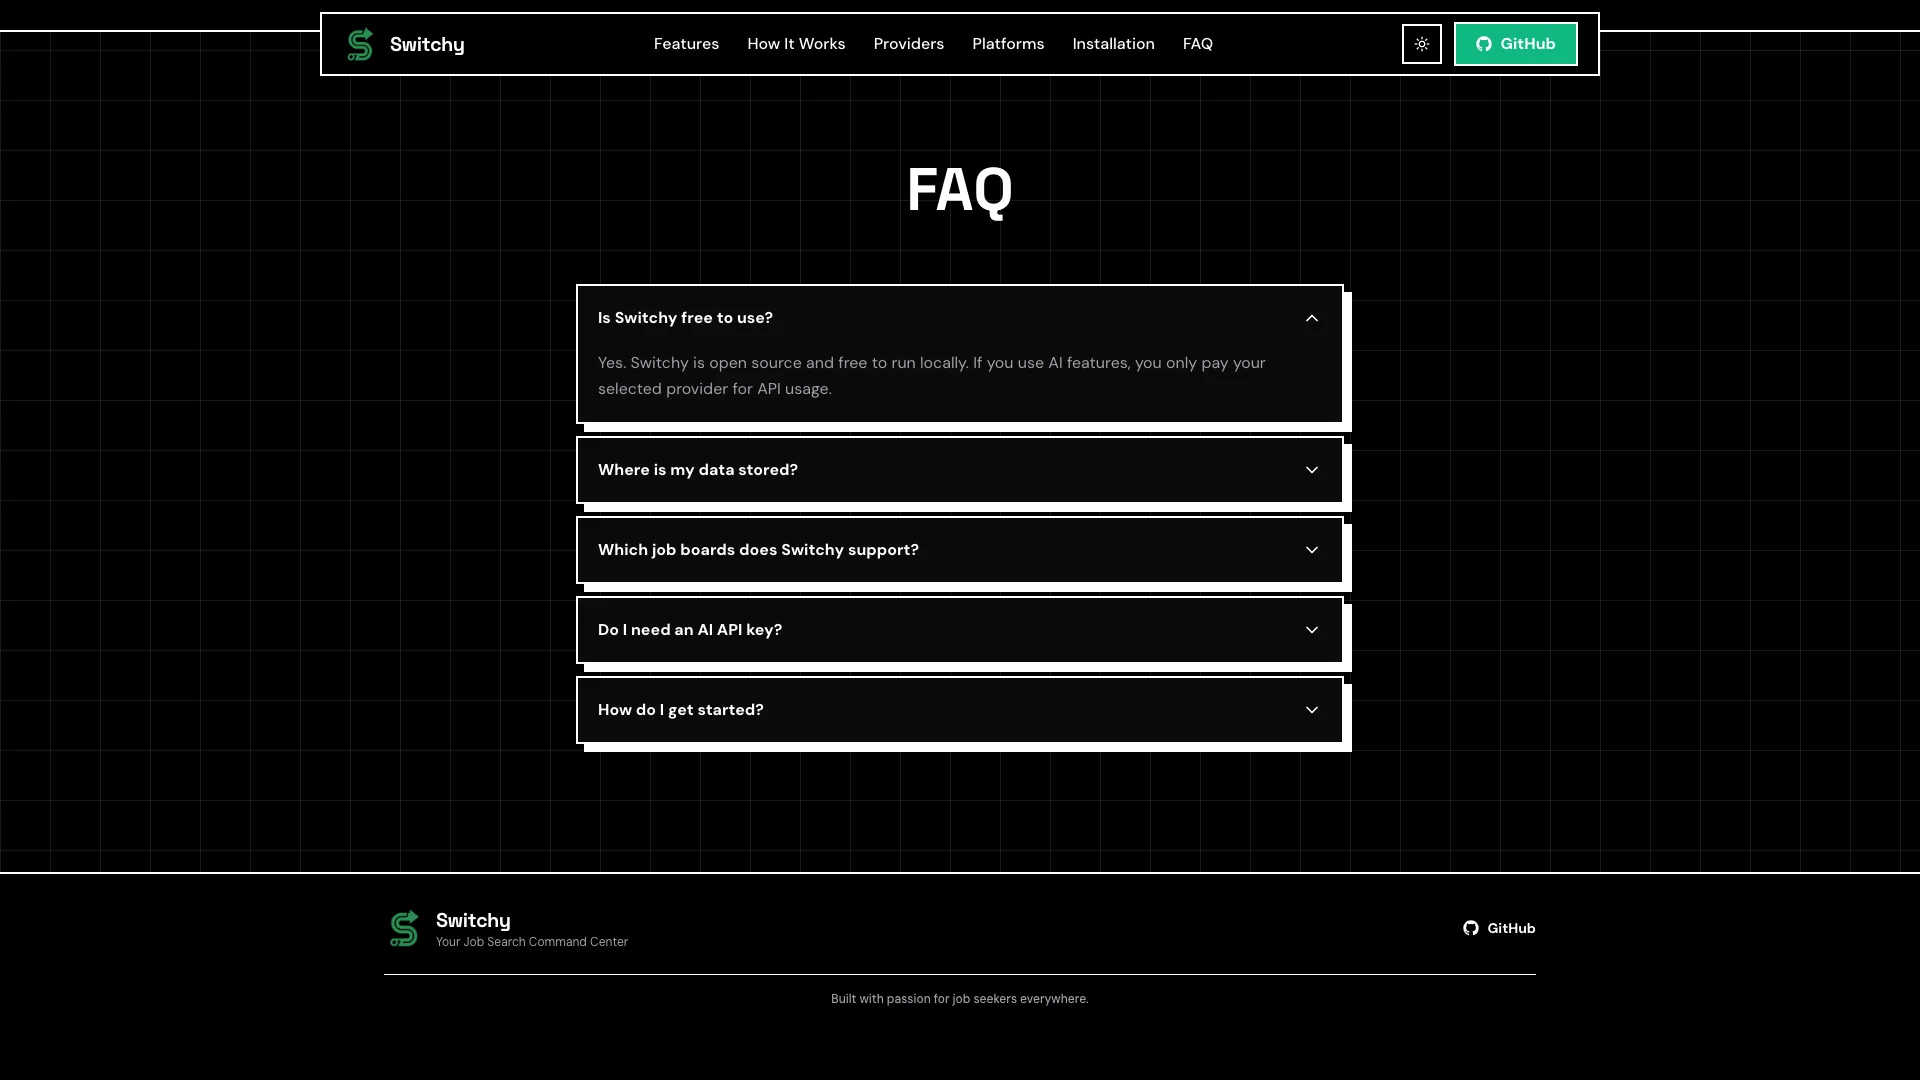 Switchy
Features
How It Works
Providers
Platforms
Installation
FAQ
GitHub
FAQ
Is Switchy free to use?
Yes. Switchy is open source and free to run locally. If you use AI features, you only pay your
selected provider for API usage.
Where is my data stored?
Which job boards does Switchy support?
Do I need an AI API key?
How do I get started?
Switchy
Your Job Search Command Center
GitHub
Built with passion for job seekers everywhere.